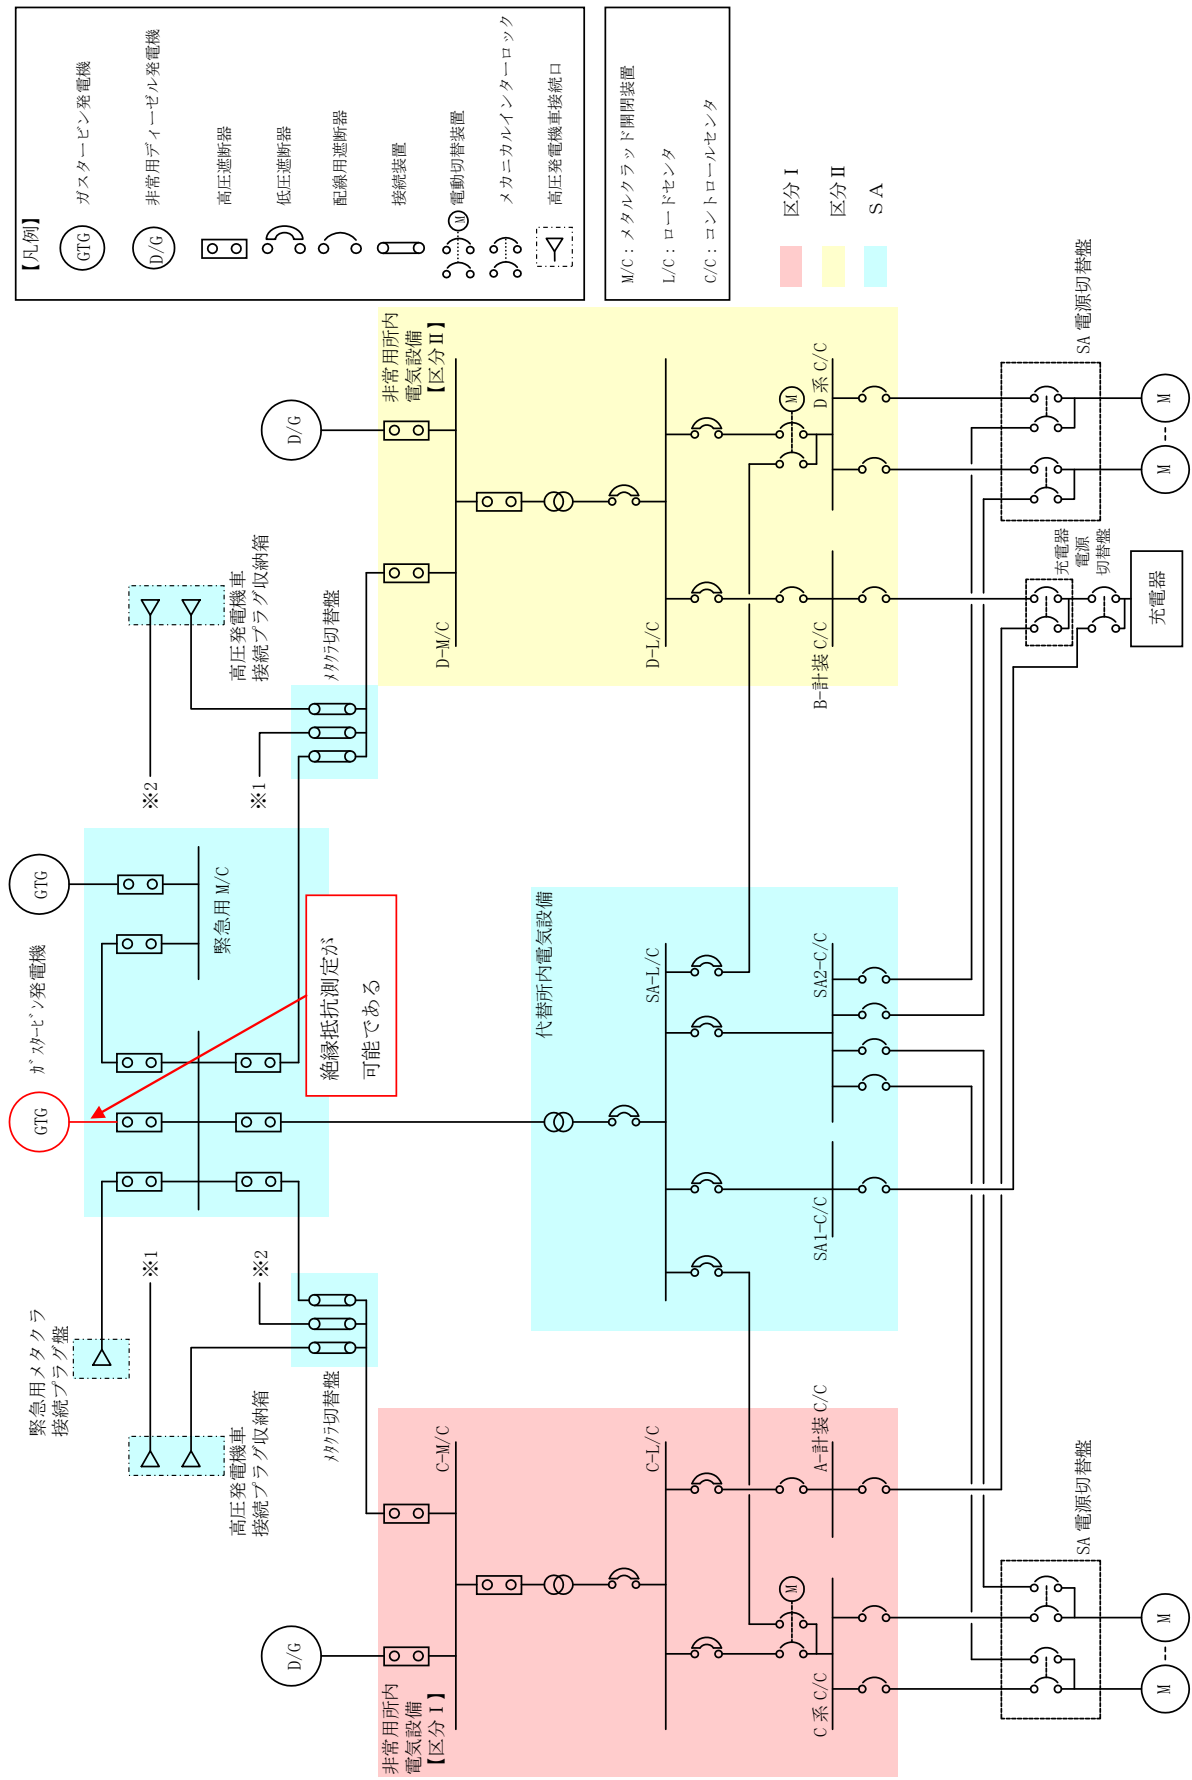 【凡例】
GTG
ガスタービン発電機
D/G
非常用ディーゼル発電機
高圧遮断器
低圧遮断器
配線用遮断器
接続装置
M
電動切替装置
メカニカルインターロック
高圧発電機車接続口
M/C：メタルクラッド開閉装置
L/C：ロードセンタ
C/C：コントロールセンタ
区分Ⅰ
区分Ⅱ
ＳＡ
緊急用メタクラ
接続プラグ盤
GTG
ｶﾞｽﾀｰﾋﾞﾝ発電機
GTG
緊急用 M/C
絶縁抵抗測定が
可能である
※1
※2
高圧発電機車
接続プラグ収納箱
ﾒﾀｸﾗ切替盤
※2
※1
高圧発電機車
接続プラグ収納箱
ﾒﾀｸﾗ切替盤
D/G
非常用所内
電気設備
【区分Ⅰ】
C-M/C
C-L/C
M
C 系 C/C
A-計装 C/C
代替所内電気設備
SA-L/C
SA1-C/C
SA2-C/C
D/G
非常用所内
電気設備
【区分Ⅱ】
D-M/C
D-L/C
M
B-計装 C/C
D 系 C/C
SA 電源切替盤
M
M
充電器
電源
切替盤
充電器
SA 電源切替盤
M
M